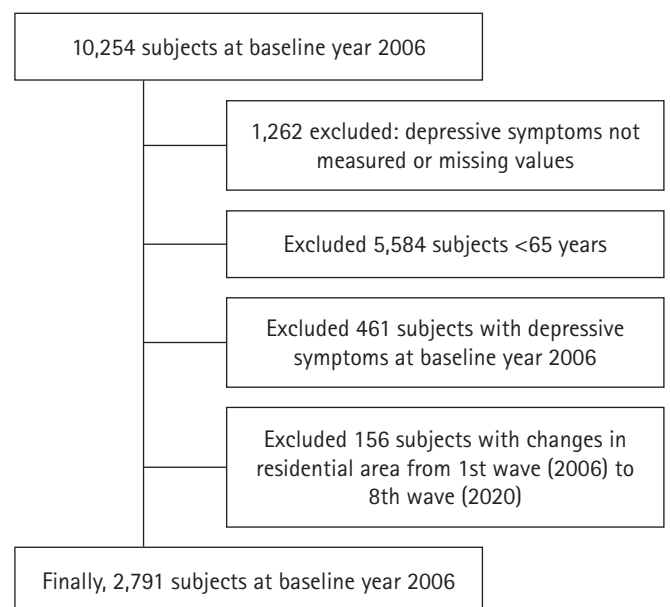 10,254 subjects at baseline year 2006
1,262 excluded: depressive symptoms not
measured or missing values
Excluded 5,584 subjects <65 years
Excluded 461 subjects with depressive
symptoms at baseline year 2006
Excluded 156 subjects with changes in
residential area from 1st wave (2006) to
8th wave (2020)
Finally, 2,791 subjects at baseline year 2006